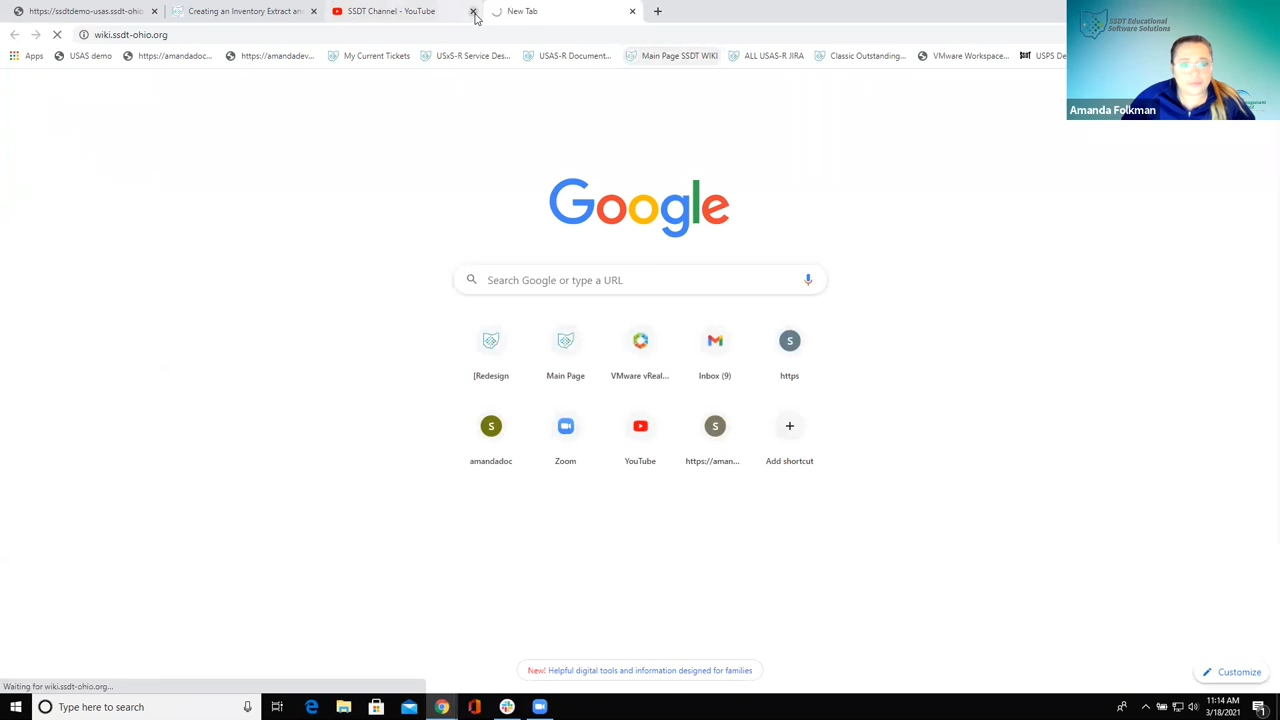 https://ssdtdemo-usas.ssdt.ohio
Creating an Inventory Extract and
SSDT Channel - YouTube
New Tab
wiki.ssdt-ohio.org
Apps
USAS demo
https://amandadoc...
https://amandadev...
My Current Tickets
USxS-R Service Des...
USAS-R Document...
Main Page SSDT WIKI
ALL USAS-R JIRA
Classic Outstanding...
VMware Workspace...
USPS De
SSDT Educational
Software Solutions
Amanda Folkman
Google
Search Google or type a URL
[Redesign
Main Page
VMware vReal...
Inbox (9)
S
https
S
amandadoc
Zoom
YouTube
S
https://aman...
Add shortcut
New! Helpful digital tools and information designed for families
Customize
Waiting for wiki.ssdt-ohio.org...
Type here to search
11:14 AM
3/18/2021
1